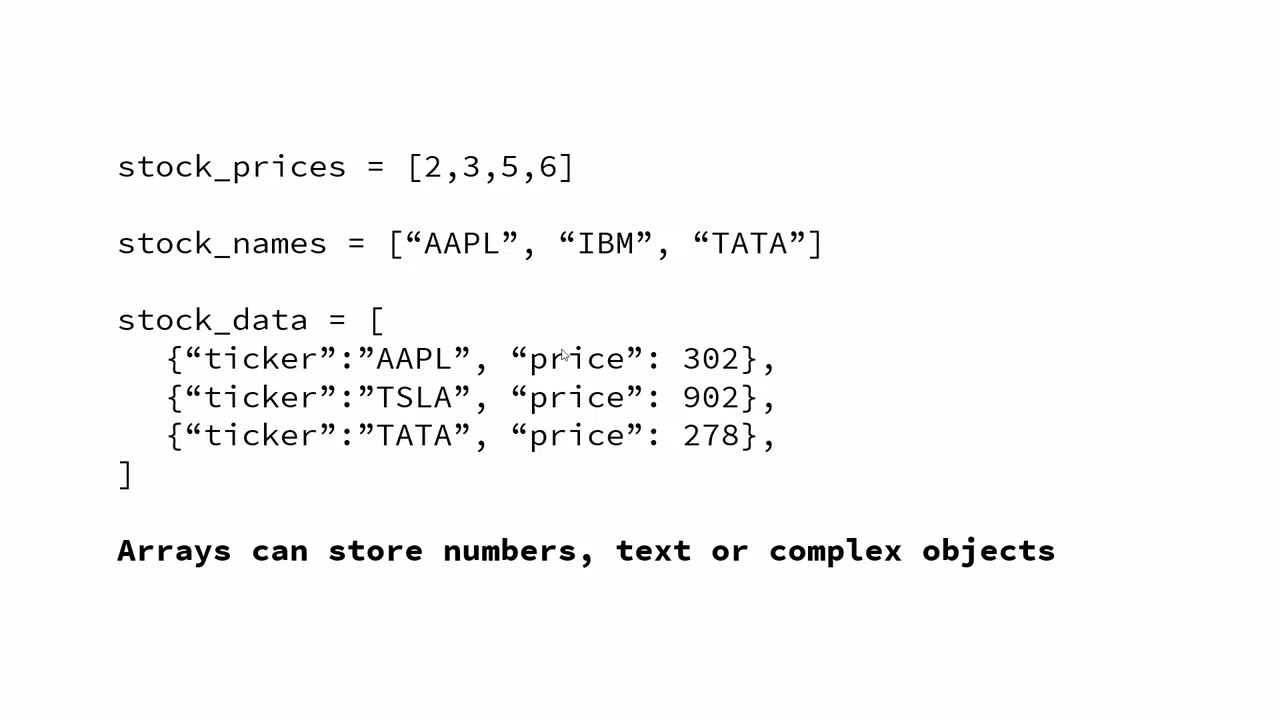 stock_prices = [2,3,5,6]
stock_names = [“AAPL”, “IBM”, “TATA”]
stock_data = [
{“ticker”:”AAPL”, “price”: 302},
{“ticker”:”TSLA”, “price”: 902},
{“ticker”:”TATA”, “price”: 278},
]
Arrays can store numbers, text or complex objects